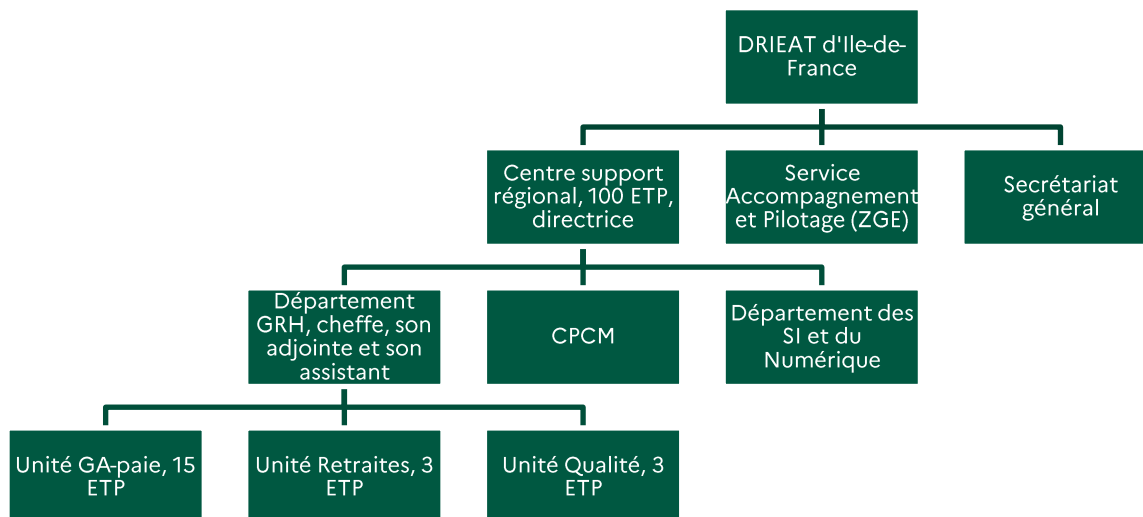 DRIEAT d'Ile-de-
France
Centre support
régional, 100 ETP,
directrice
Service
Accompagnement
et Pilotage (ZGE)
Secrétariat
général
Département
GRH, cheffe, son
adjointe et son
assistant
CPCM
Département des
SI et du
Numérique
Unité GA-paie, 15
ETP
Unité Retraites, 3
ETP
Unité Qualité, 3
ETP